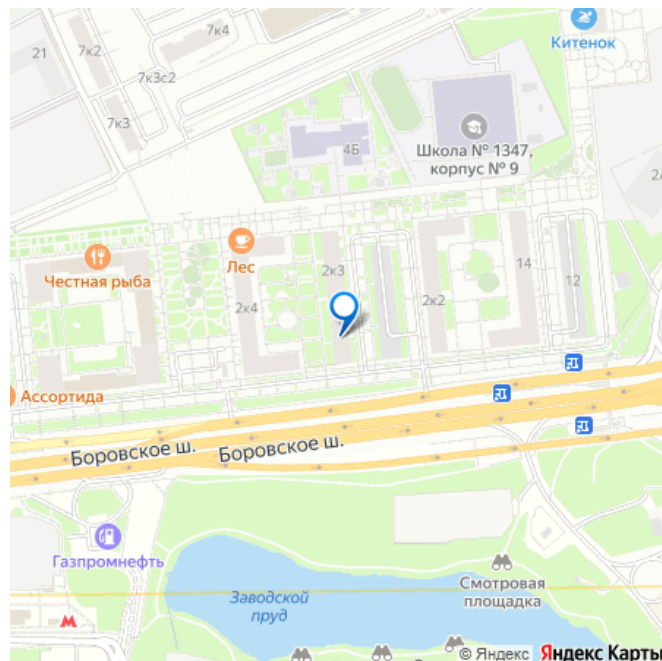 7к4
Китенок
21
7к2
7к3с2
7к3
4Б
Школа № 1347,
корпус № 9
Лес
2к3
Честная рыба
14
12
2к4
2к2
Ассортида
Боровское ш.
Боровское ш.
Газпромнефть
Смотровая
площадка
Заводской
пруд
М
© Яндекс Яндекс Карты